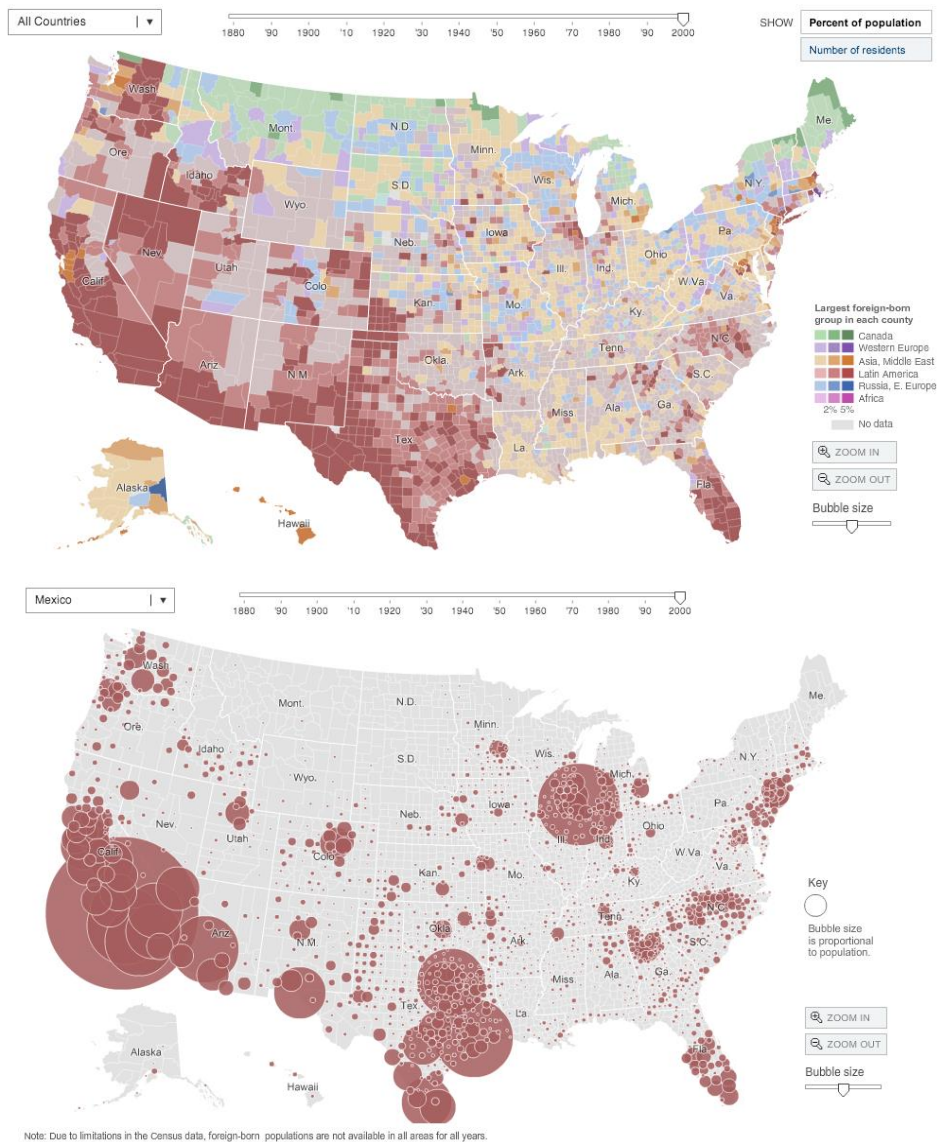 All Countries
1880 '90 1900 '10 1920 '30 1940 '50 1960 '70 1980 '90 2000
SHOW
Percent of population
Number of residents
Wash.
Mont.
N.D.
Minn.
Me.
Ore.
Idaho
S.D.
Wis.
Mich.
N.Y.
Wyo.
Nev.
Neb.
Iowa
Pa.
Utah
Colo.
Ill.
Ind.
Ohio
Calif.
Kan.
Mo.
W.Va.
Va.
Ky.
Ariz.
N.M.
Okla.
Ark.
Tenn.
N.C.
S.C.
Tex.
La.
Miss.
Ala.
Ga.
Fla.
Alaska
Hawaii
Largest foreign-born
group in each county
Canada
Western Europe
Asia, Middle East
Latin America
Russia, E. Europe
Africa
2% 5%
No data
ZOOM IN
ZOOM OUT
Bubble size
Mexico
1880 '90 1900 '10 1920 '30 1940 '50 1960 '70 1980 '90 2000
Wash.
Mont.
N.D.
Minn.
Me.
Ore.
Idaho
S.D.
Wis.
Mich.
N.Y.
Wyo.
Nev.
Neb.
Iowa
Pa.
Utah
Colo.
Ill.
Ind.
Ohio
Calif.
Kan.
Mo.
W.Va.
Va.
Ky.
Ariz.
N.M.
Okla.
Ark.
Tenn.
N.C.
S.C.
Tex.
La.
Miss.
Ala.
Ga.
Fla.
Alaska
Hawaii
Key
Bubble size
is proportional
to population.
ZOOM IN
ZOOM OUT
Bubble size
Note: Due to limitations in the Census data, foreign-born populations are not available in all areas for all years.